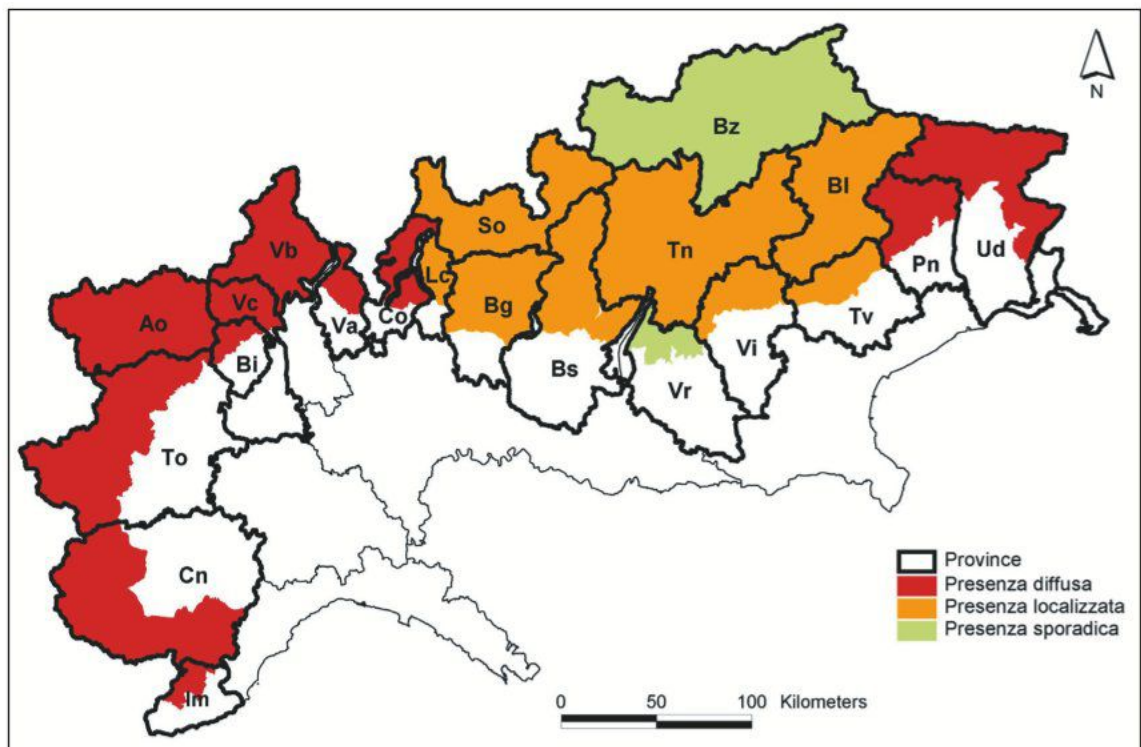 N
Bz
Bl
So
Vb
Tn
Ud
Lc
Pn
Vc
Bg
Ao
Co
Va
Tv
Vi
Bi
Bs
Vr
To
Province
Cn
Presenza diffusa
Presenza localizzata
Presenza sporadica
Im
0 50 100 Kilometers